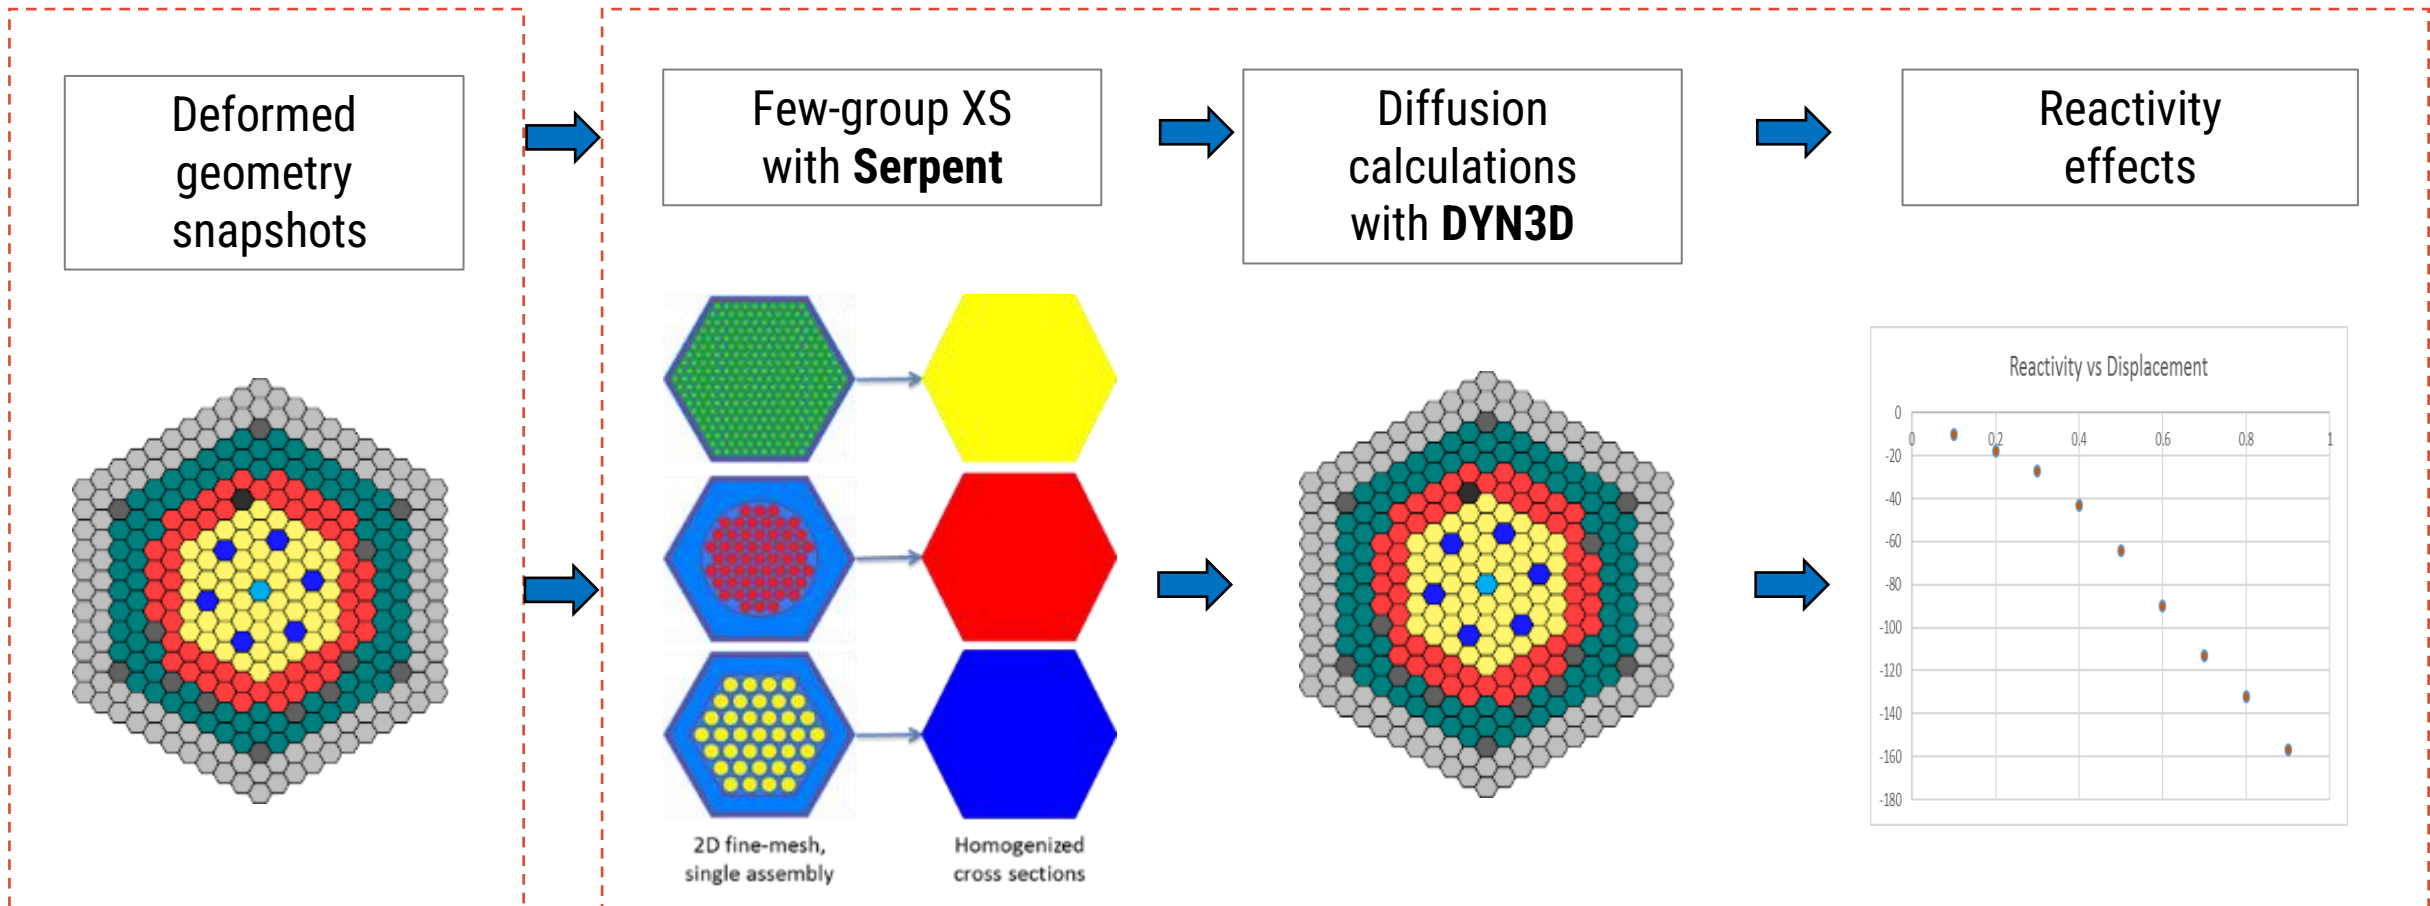 Deformed
geometry
snapshots
Few-group XS
with Serpent
Diffusion
calculations
with DYN3D
Reactivity
effects
2D fine-mesh,
single assembly
Homogenized
cross sections
Reactivity vs Displacement
0
0 0,2 0,4 0,6 0,8 1
-20
-40
-60
-80
-100
-120
-140
-160
-180